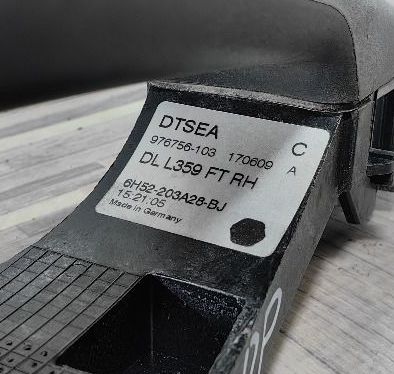 DTSEA C
976756-103 170609 A
DL L359 FT RH
6H52-203A28-BJ
15:21:05
Made in Germany